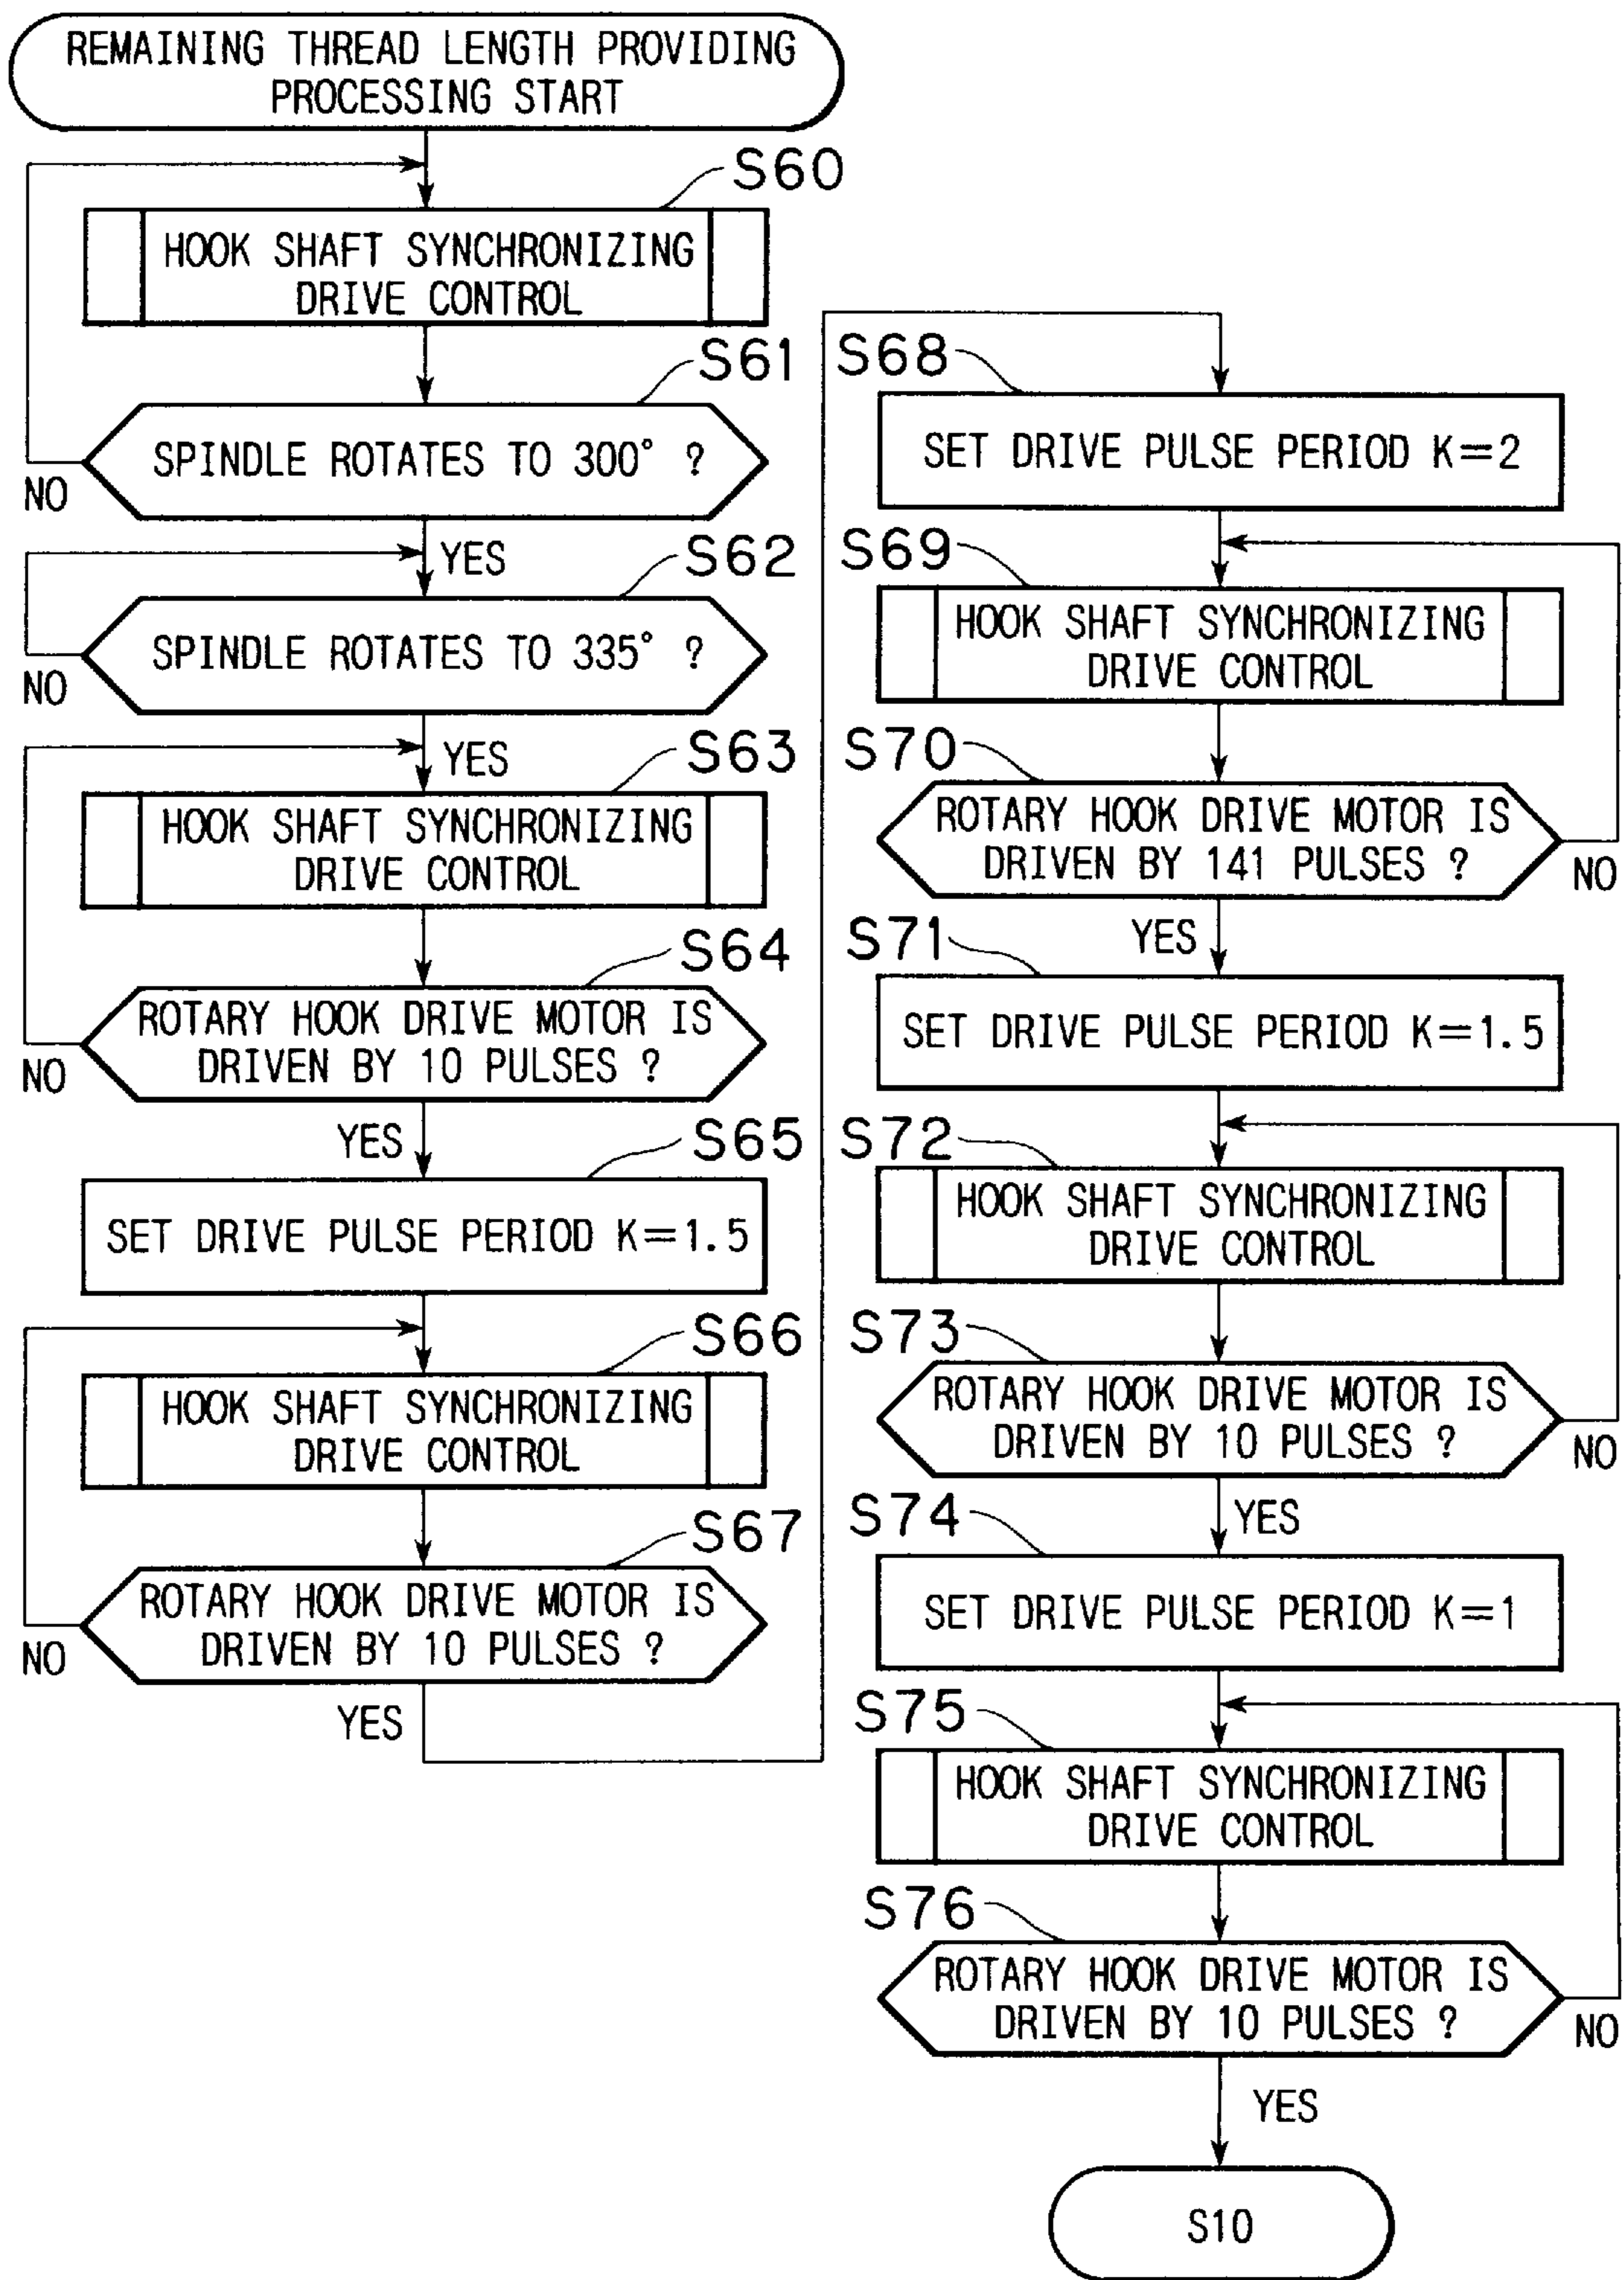 REMAINING THREAD LENGTH PROVIDING
PROCESSING START
S60
HOOK SHAFT SYNCHRONIZING
DRIVE CONTROL
S61
SPINDLE ROTATES TO 300° ?
NO
YES
S62
SPINDLE ROTATES TO 335° ?
NO
YES
S63
HOOK SHAFT SYNCHRONIZING
DRIVE CONTROL
S64
ROTARY HOOK DRIVE MOTOR IS
DRIVEN BY 10 PULSES ?
NO
YES
S65
SET DRIVE PULSE PERIOD K=1.5
S66
HOOK SHAFT SYNCHRONIZING
DRIVE CONTROL
S67
ROTARY HOOK DRIVE MOTOR IS
DRIVEN BY 10 PULSES ?
NO
YES
S68
SET DRIVE PULSE PERIOD K=2
S69
HOOK SHAFT SYNCHRONIZING
DRIVE CONTROL
S70
ROTARY HOOK DRIVE MOTOR IS
DRIVEN BY 141 PULSES ?
NO
YES
S71
SET DRIVE PULSE PERIOD K=1.5
S72
HOOK SHAFT SYNCHRONIZING
DRIVE CONTROL
S73
ROTARY HOOK DRIVE MOTOR IS
DRIVEN BY 10 PULSES ?
NO
YES
S74
SET DRIVE PULSE PERIOD K=1
S75
HOOK SHAFT SYNCHRONIZING
DRIVE CONTROL
S76
ROTARY HOOK DRIVE MOTOR IS
DRIVEN BY 10 PULSES ?
NO
YES
S10